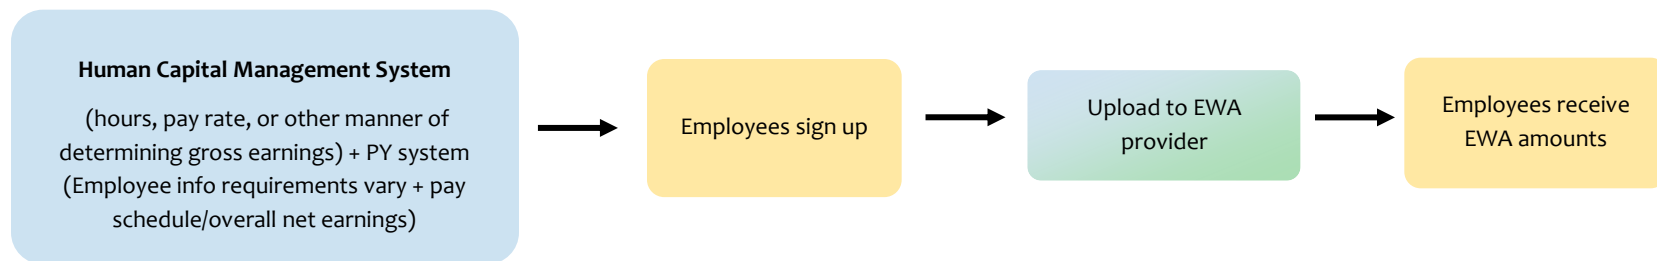 Human Capital Management System
(hours, pay rate, or other manner of
determining gross earnings) + PY system
(Employee info requirements vary + pay
schedule/overall net earnings)
Employees sign up
Upload to EWA
provider
Employees receive
EWA amounts